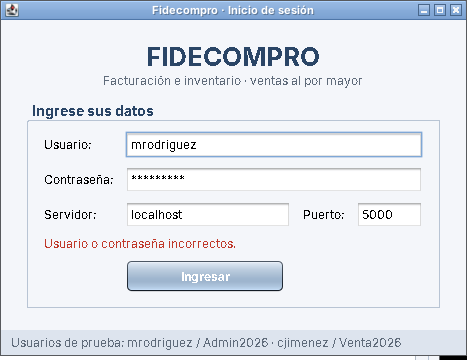 Fidecompro · Inicio de sesión
FIDECOMPRO
Facturación e inventario · ventas al por mayor
Ingrese sus datos
Usuario: mrodriguez
Contraseña: *********
Servidor: localhost Puerto: 5000
Usuario o contraseña incorrectos.
Ingresar
Usuarios de prueba: mrodriguez / Admin2026 · cjimenez / Venta2026